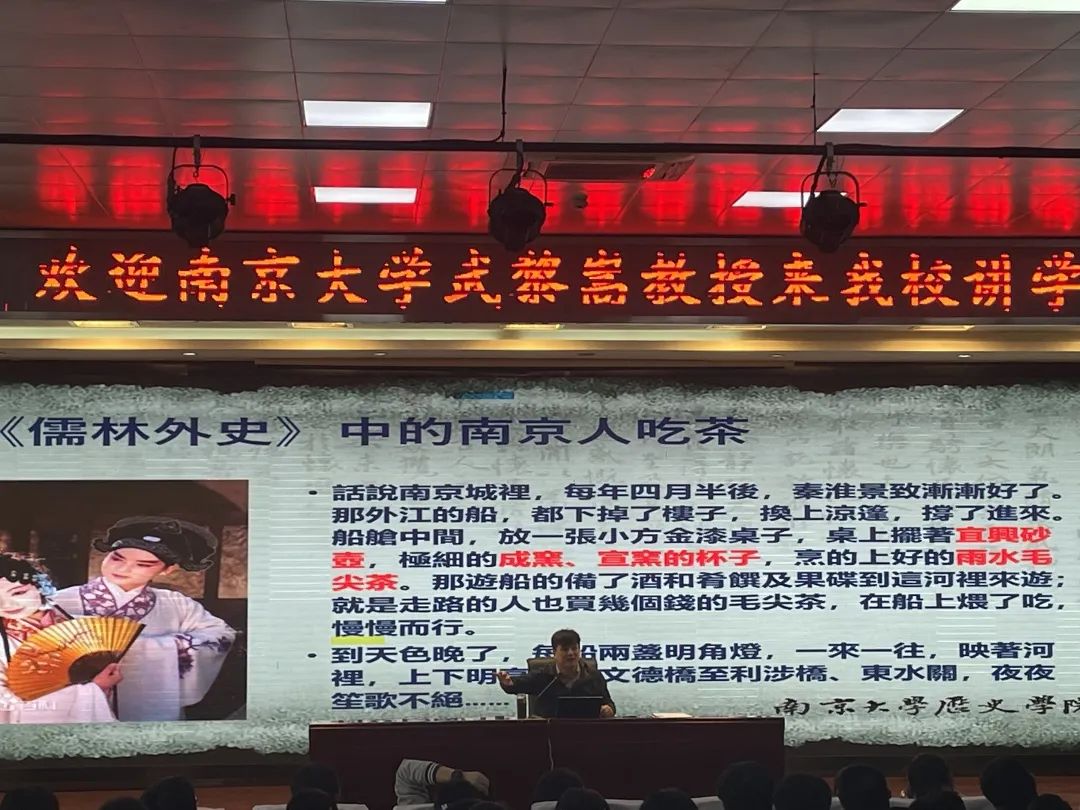 欢迎南京大学武黎嵩教授来我校讲学
《儒林外史》 中的南京人吃茶
• 話說南京城裡，每年四月半後，秦淮景致漸漸好了。
那外江的船，都下掉了樓子，換上涼篷，撐了進來。
船艙中間，放一張小方金漆桌子，桌上擺著宜興砂
壺，極細的成窯、宣窯的杯子，烹的上好的雨水毛
尖茶。那遊船的備了酒和肴饌及果碟到這河裡來遊；
就是走路的人也買幾個錢的毛尖茶，在船上煨了吃，
慢慢而行。
• 到天色晚了，每船兩盞明角燈，一來一往，映著河
裡，上下明 文德橋至利涉橋、東水關，夜夜
笙歌不絕……
南京大學歷史學院